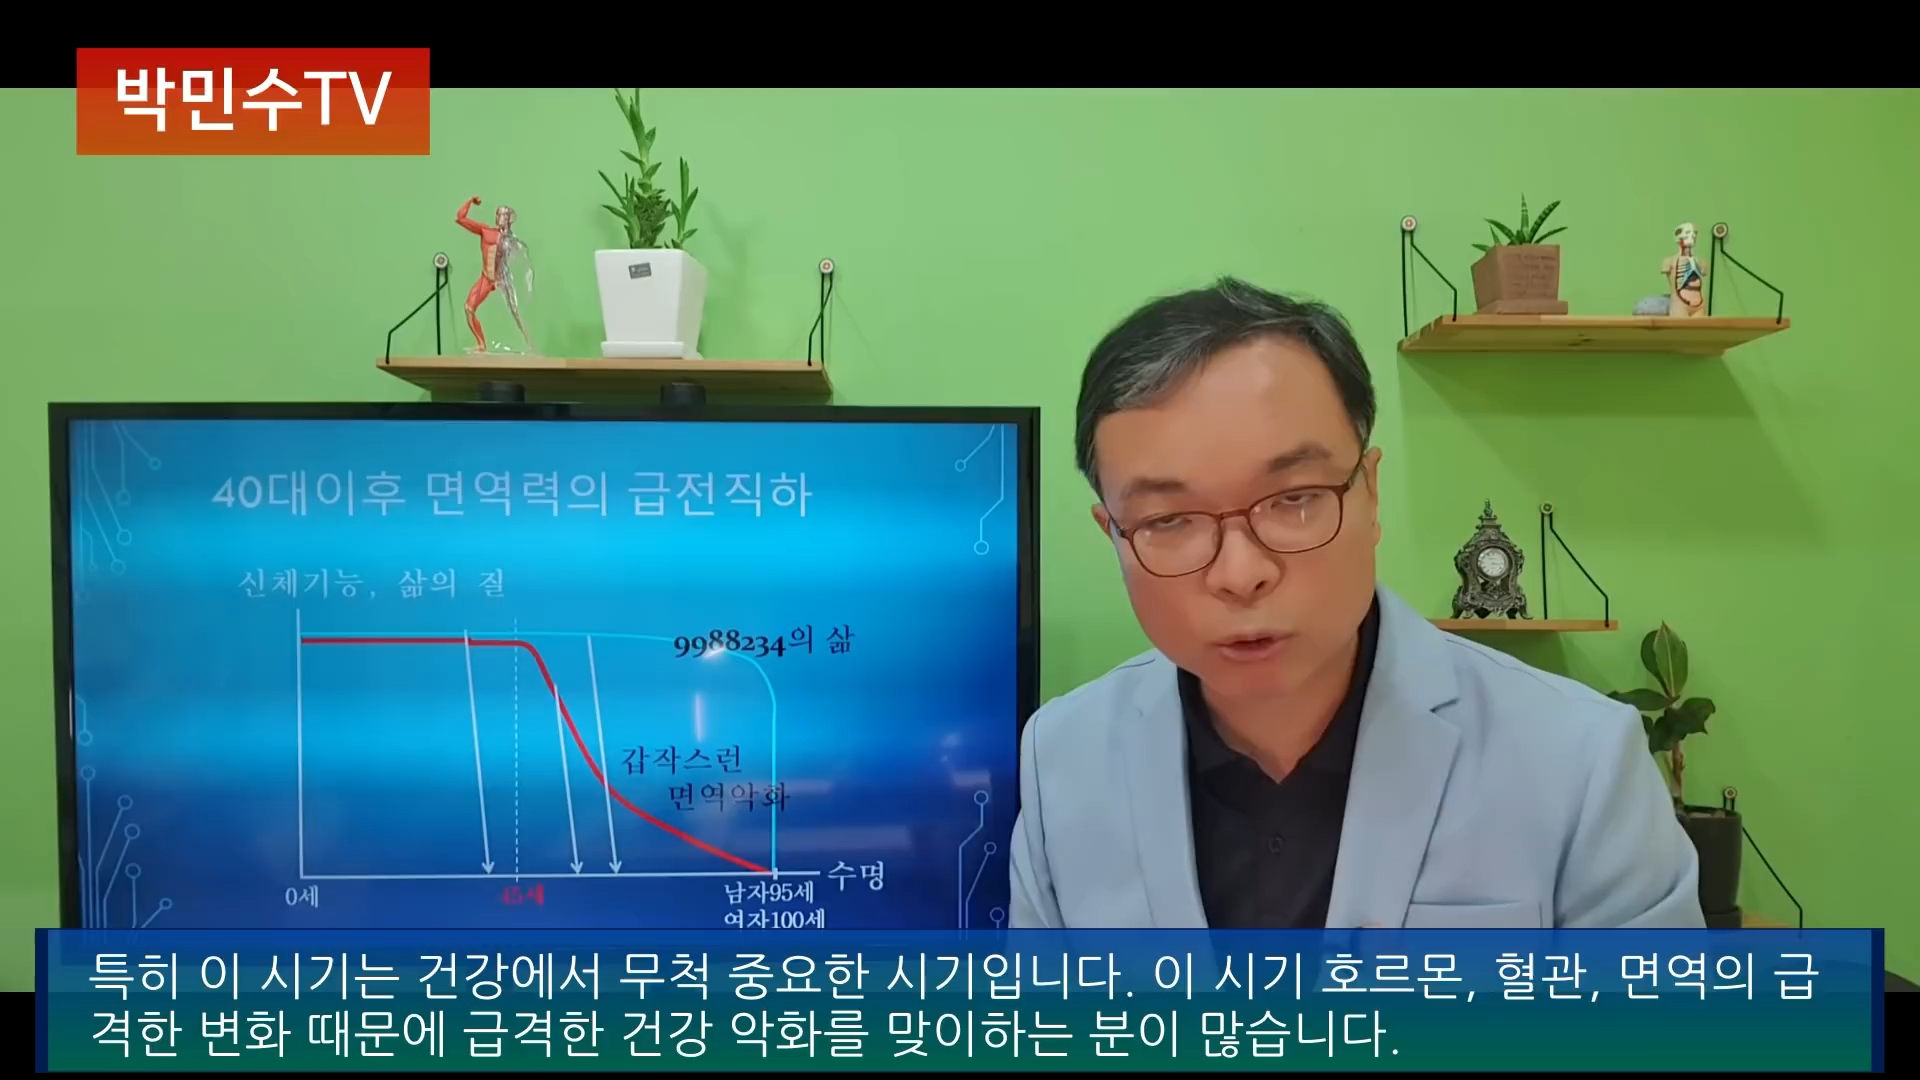 박민수TV
40대이후 면역력의 급전직하
신체기능, 삶의 질
9988234의 삶
갑작스런
면역악화
수명
0세
45세
남자95세
여자100세
특히 이 시기는 건강에서 무척 중요한 시기입니다. 이 시기 호르몬, 혈관, 면역의 급
격한 변화 때문에 급격한 건강 악화를 맞이하는 분이 많습니다.